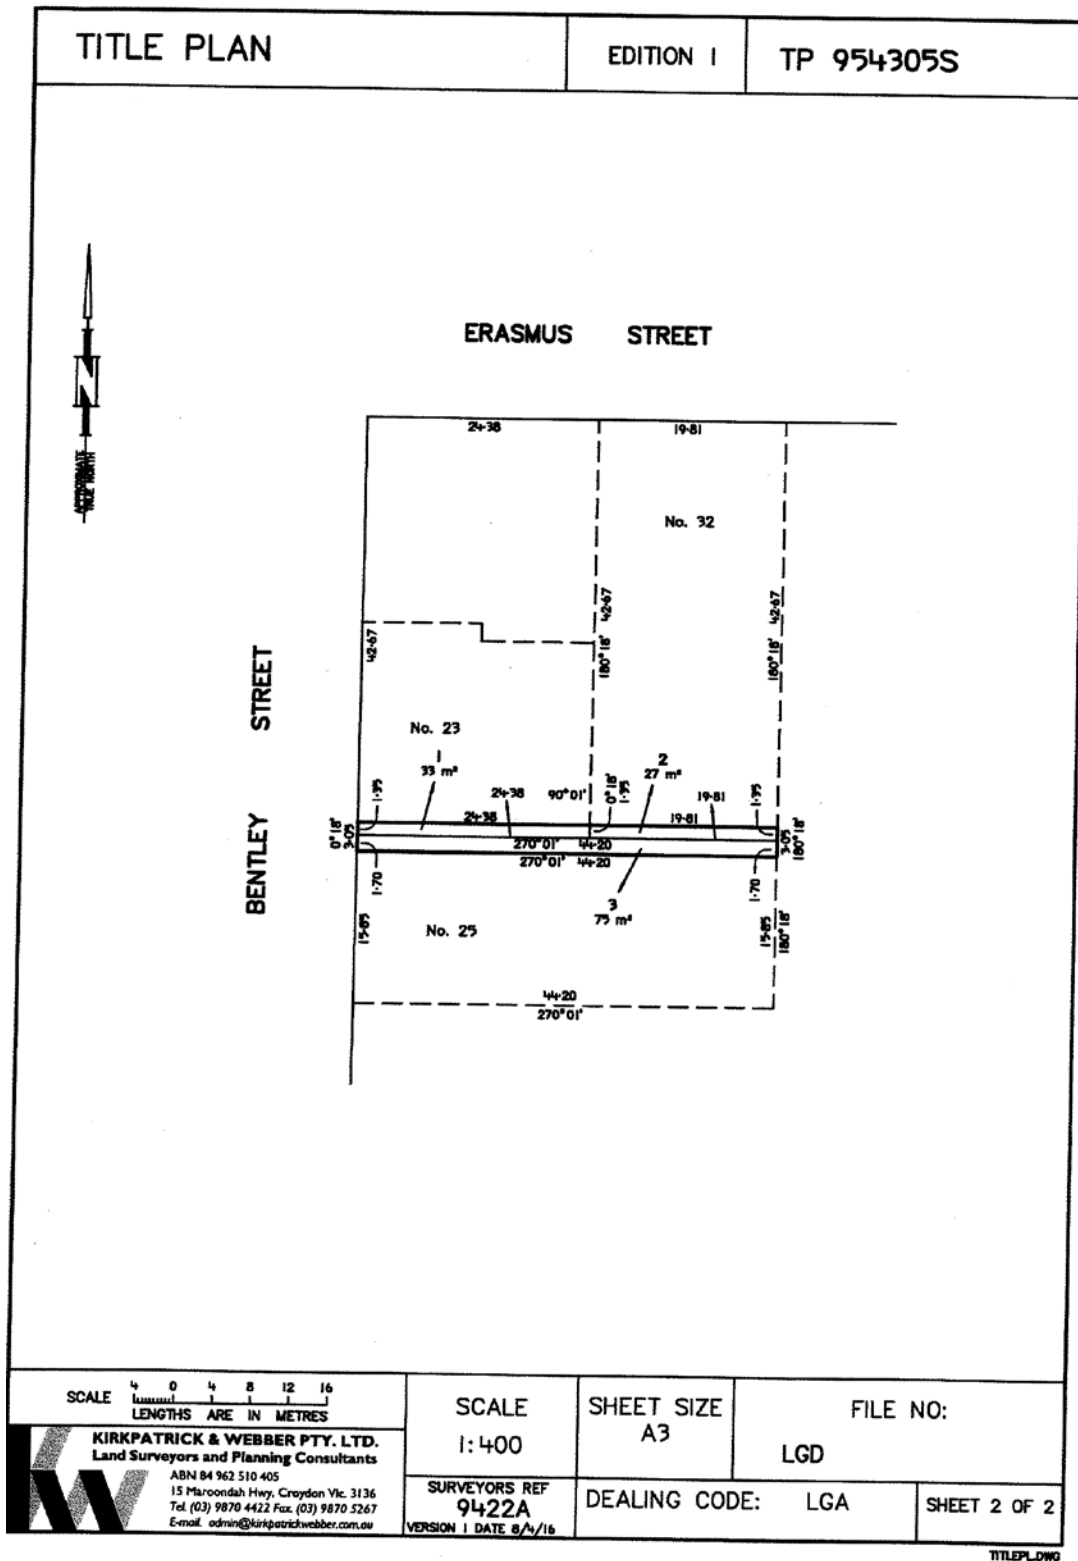 TITLE PLAN
EDITION 1
TP 954305S
APPROXIMATE
TRUE NORTH
ERASMUS STREET
24·38
19·81
No. 32
42·67
180°18'
42·67
180°18'
42·67
BENTLEY STREET
No. 23
1
33 m²
2
27 m²
24·38
90°01'
0°18'
1·35
19·81
1·35
1·35
24·38
19·81
0°18'
3·05
270°01' 44·20
270°01' 44·20
3·05
180°18'
1·70
1·70
3
75 m²
15·85
No. 25
15·85
180°18'
44·20
270°01'
SCALE
4 0 4 8 12 16
LENGTHS ARE IN METRES
KIRKPATRICK & WEBBER PTY. LTD.
Land Surveyors and Planning Consultants
ABN 84 962 510 405
15 Maroondah Hwy, Croydon Vic. 3136
Tel. (03) 9870 4422 Fax. (03) 9870 5267
E-mail. admin@kirkpatrickwebber.com.au
SCALE
1:400
SHEET SIZE
A3
FILE NO:
LGD
SURVEYORS REF
9422A
VERSION 1 DATE 8/4/16
DEALING CODE: LGA
SHEET 2 OF 2
TITLEPL.DWG